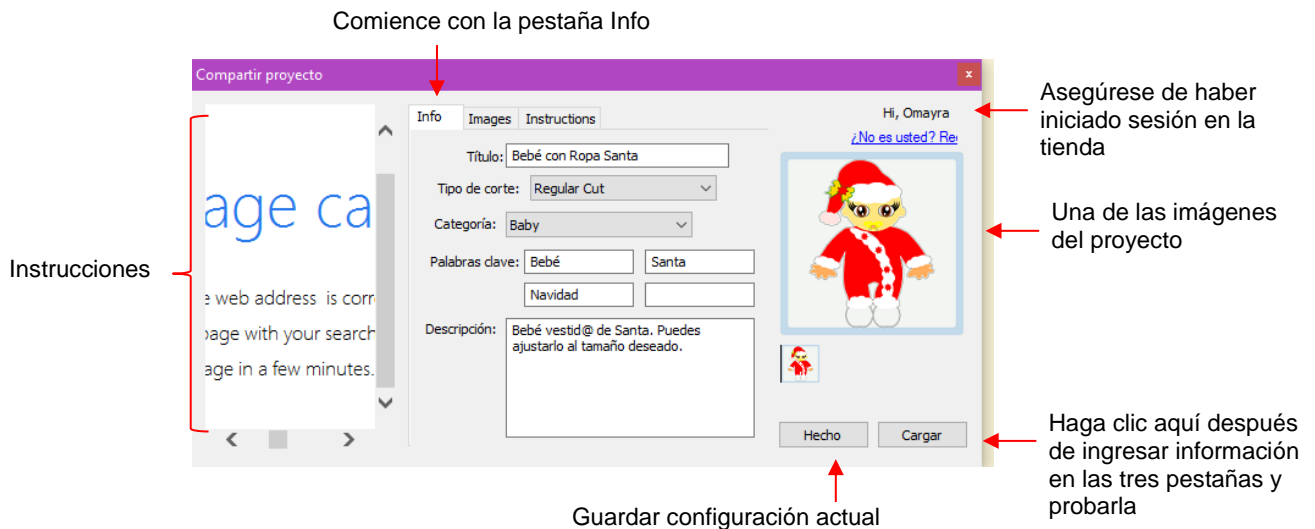 Comience con la pestaña Info
Compartir proyecto
x
Info
Images
Instructions
Hi, Omayra
¿No es usted? Re
Asegúrese de haber
iniciado sesión en la
tienda
Título:
Bebé con Ropa Santa
Tipo de corte:
Regular Cut
Categoría:
Baby
Palabras clave:
Bebé
Santa
Navidad
Descripción:
Bebé vestid@ de Santa. Puedes
ajustarlo al tamaño deseado.
age ca
e web address is corr
page with your search
age in a few minutes.
Instrucciones
Una de las imágenes
del proyecto
Hecho
Cargar
Haga clic aquí después
de ingresar información
en las tres pestañas y
probarla
Guardar configuración actual